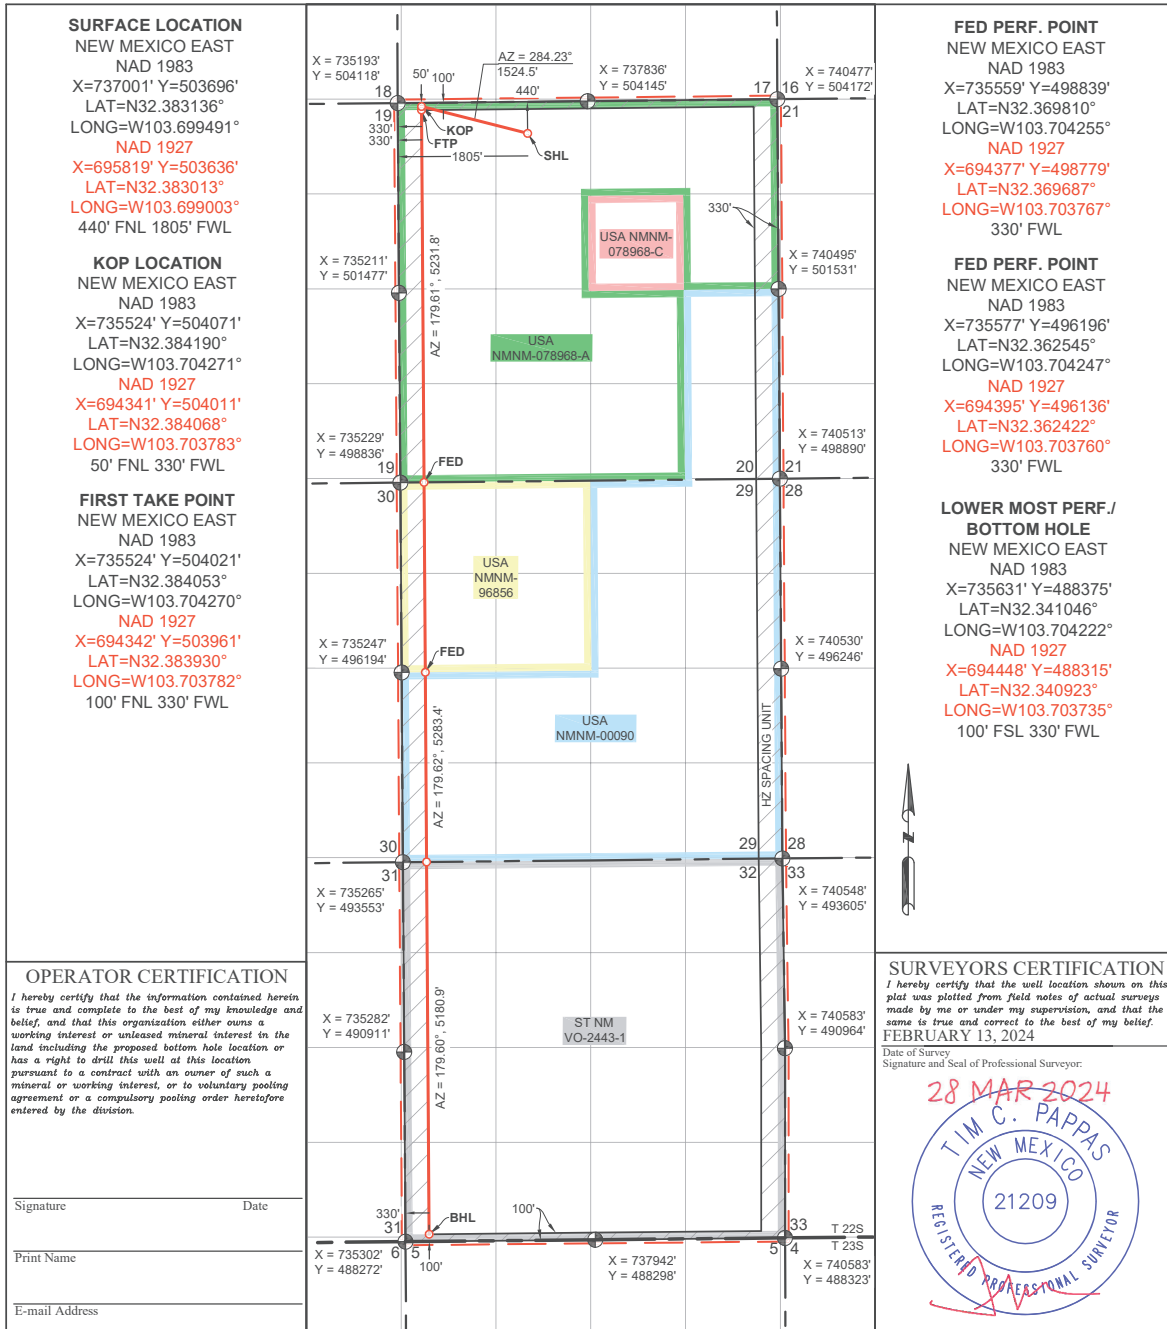 SURFACE LOCATION
NEW MEXICO EAST
NAD 1983
X=737001' Y=503696'
LAT=N32.383136°
LONG=W103.699491°
NAD 1927
X=695819' Y=503636'
LAT=N32.383013°
LONG=W103.699003°
440' FNL 1805' FWL
KOP LOCATION
NEW MEXICO EAST
NAD 1983
X=735524' Y=504071'
LAT=N32.384190°
LONG=W103.704271°
NAD 1927
X=694341' Y=504011'
LAT=N32.384068°
LONG=W103.703783°
50' FNL 330' FWL
FIRST TAKE POINT
NEW MEXICO EAST
NAD 1983
X=735524' Y=504021'
LAT=N32.384053°
LONG=W103.704270°
NAD 1927
X=694342' Y=503961'
LAT=N32.383930°
LONG=W103.703782°
100' FNL 330' FWL
OPERATOR CERTIFICATION
I hereby certify that the information contained herein
is true and complete to the best of my knowledge and
belief, and that this organization either owns a
working interest or unleased mineral interest in the
land including the proposed bottom hole location or
has a right to drill this well at this location
pursuant to a contract with an owner of such a
mineral or working interest, or to voluntary pooling
agreement or a compulsory pooling order heretofore
entered by the division.
Signature Date
Print Name
E-mail Address
X = 735193'
Y = 504118'
50'
100'
AZ = 284.23°
1524.5'
440'
X = 737836'
Y = 504145'
X = 740477'
Y = 504172'
18
17
16
19
21
KOP
330'
330'
FTP
1805'
SHL
330'
USA NMNM-
078968-C
X = 735211'
Y = 501477'
X = 740495'
Y = 501531'
AZ = 179.61°, 5231.8'
USA
NMNM-078968-A
X = 735229'
Y = 498836'
X = 740513'
Y = 498890'
19
FED
20
21
30
29
28
USA
NMNM-
96856
X = 735247'
Y = 496194'
FED
X = 740530'
Y = 496246'
USA
NMNM-00090
AZ = 179.62°, 5283.4'
HZ SPACING UNIT
30
29
28
31
32
33
X = 735265'
Y = 493553'
X = 740548'
Y = 493605'
X = 735282'
Y = 490911'
ST NM
VO-2443-1
X = 740583'
Y = 490964'
AZ = 179.60°, 5180.9'
330'
31
BHL
100'
33
T 22S
6
5
5
4
T 23S
X = 735302'
Y = 488272'
100'
X = 737942'
Y = 488298'
X = 740583'
Y = 488323'
FED PERF. POINT
NEW MEXICO EAST
NAD 1983
X=735559' Y=498839'
LAT=N32.369810°
LONG=W103.704255°
NAD 1927
X=694377' Y=498779'
LAT=N32.369687°
LONG=W103.703767°
330' FWL
FED PERF. POINT
NEW MEXICO EAST
NAD 1983
X=735577' Y=496196'
LAT=N32.362545°
LONG=W103.704247°
NAD 1927
X=694395' Y=496136'
LAT=N32.362422°
LONG=W103.703760°
330' FWL
LOWER MOST PERF./
BOTTOM HOLE
NEW MEXICO EAST
NAD 1983
X=735631' Y=488375'
LAT=N32.341046°
LONG=W103.704222°
NAD 1927
X=694448' Y=488315'
LAT=N32.340923°
LONG=W103.703735°
100' FSL 330' FWL
N
SURVEYORS CERTIFICATION
I hereby certify that the well location shown on this
plat was plotted from field notes of actual surveys
made by me or under my supervision, and that the
same is true and correct to the best of my belief.
FEBRUARY 13, 2024
Date of Survey
Signature and Seal of Professional Surveyor:
28 MAR 2024
TIM C. PAPPAS
NEW MEXICO
21209
REGISTERED PROFESSIONAL SURVEYOR